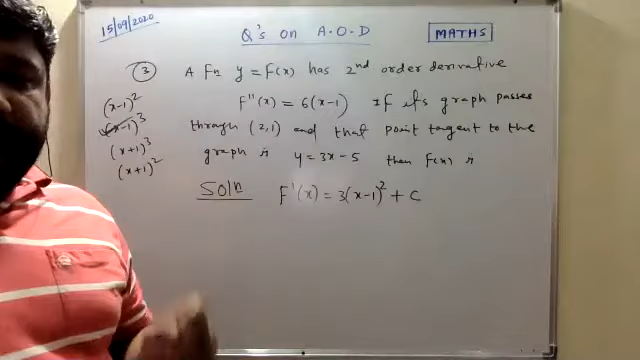 15/09/2020
Q's on A.O.D
MATHS
③ A Fn y = F(x) has 2nd order derivative
F''(x) = 6(x-1) If its graph passes
through (2,1) and that point tangent to the
graph is y = 3x - 5 then F(x) is
(x-1)²
(x-1)³
(x+1)³
(x+1)²
Soln F'(x) = 3(x-1)² + C